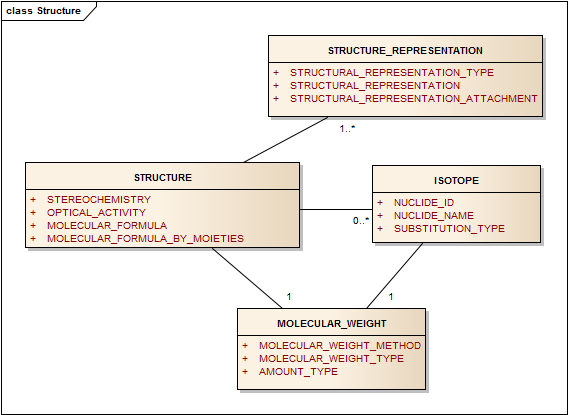 class Structure
STRUCTURE_REPRESENTATION
+ STRUCTURAL_REPRESENTATION_TYPE
+ STRUCTURAL_REPRESENTATION
+ STRUCTURAL_REPRESENTATION_ATTACHMENT
1..*
STRUCTURE
+ STEREOCHEMISTRY
+ OPTICAL_ACTIVITY
+ MOLECULAR_FORMULA
+ MOLECULAR_FORMULA_BY_MOIETIES
ISOTOPE
+ NUCLIDE_ID
+ NUCLIDE_NAME
+ SUBSTITUTION_TYPE
0..*
1
1
MOLECULAR_WEIGHT
+ MOLECULAR_WEIGHT_METHOD
+ MOLECULAR_WEIGHT_TYPE
+ AMOUNT_TYPE